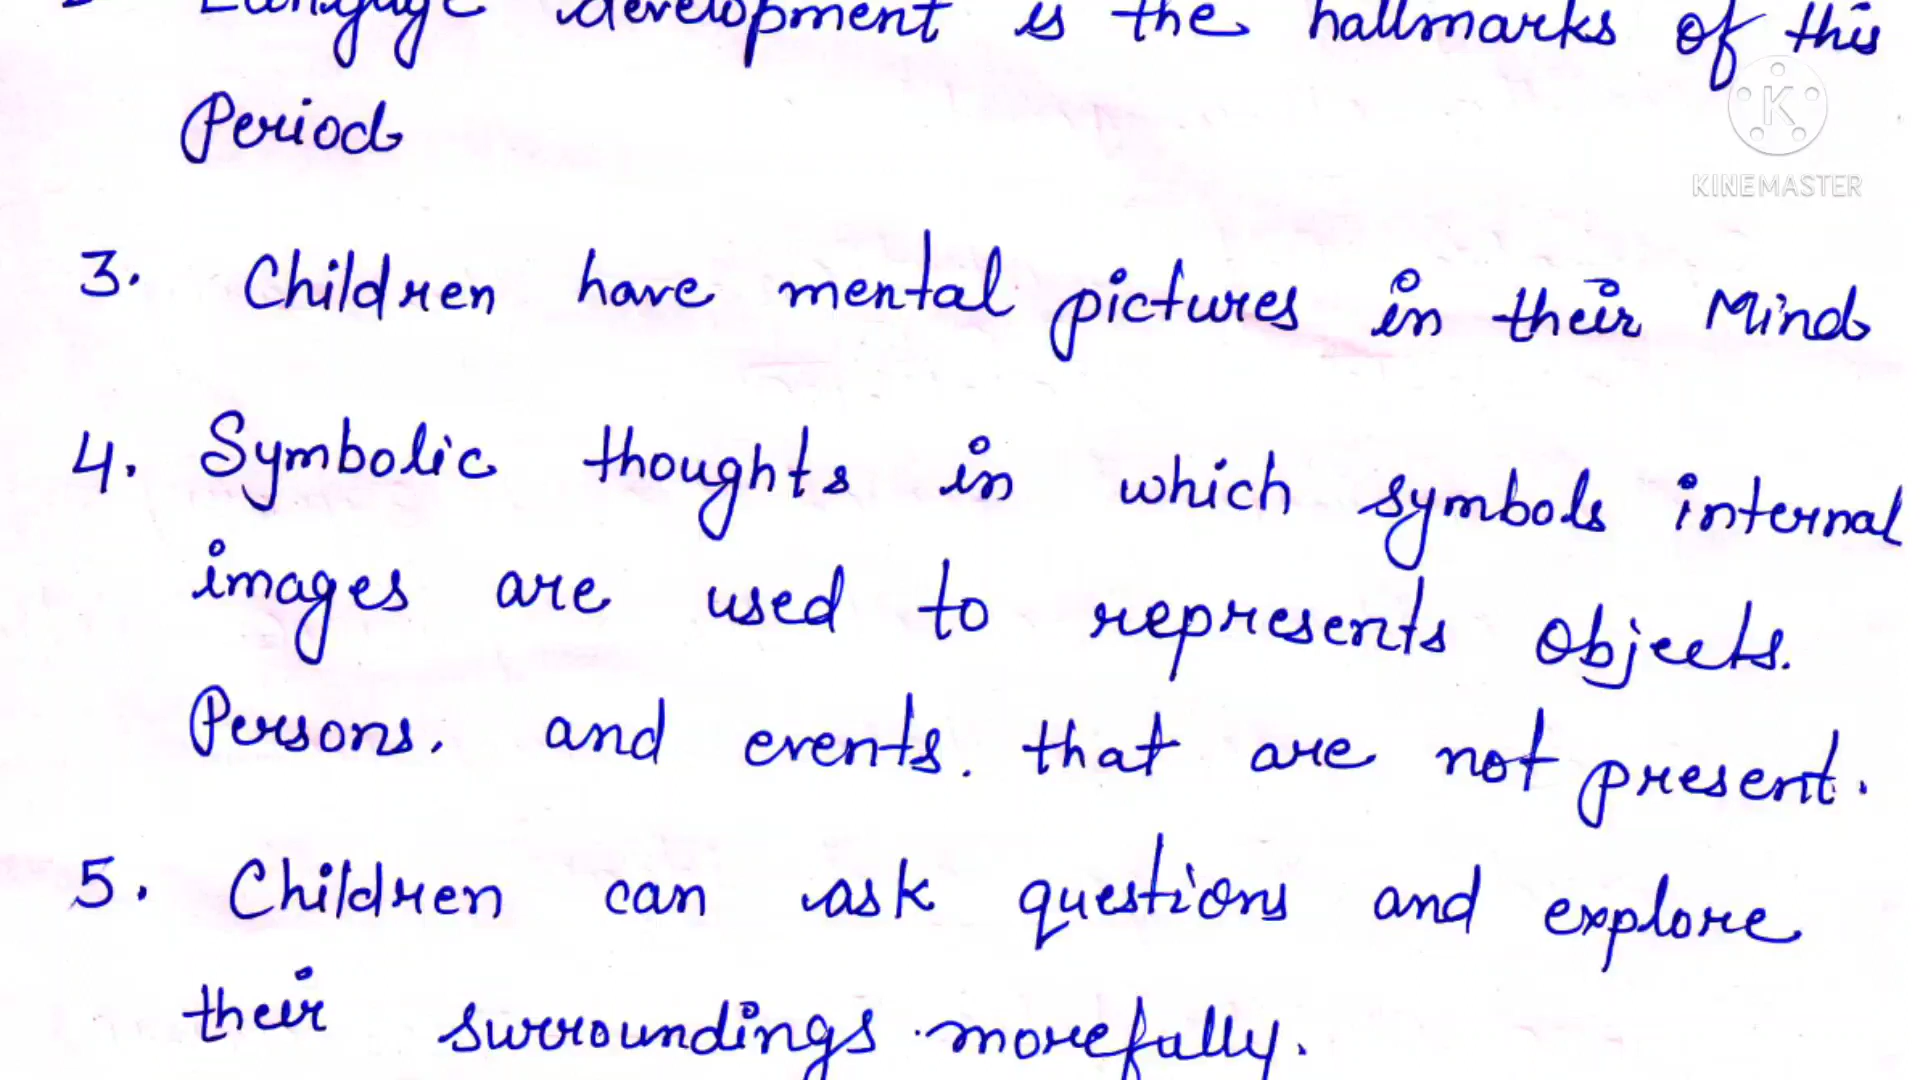 Language development is the hallmarks of this
Period
KINEMASTER
3. Children have mental pictures in their Mind
4. Symbolic thoughts in which symbols internal
images are used to represents objects.
Persons. and events. that are not present.
5. Children can ask questions and explore
their surroundings morefully.